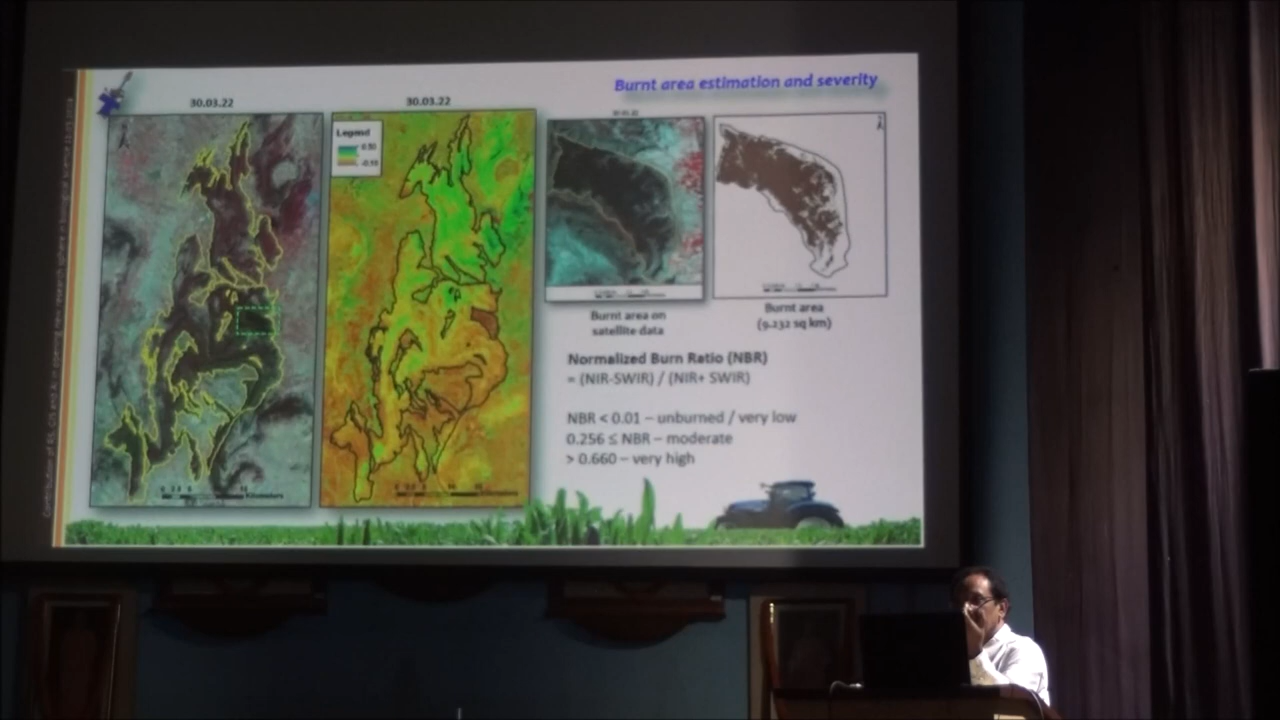 Burnt area estimation and severity
30.03.22
30.03.22
Legend
Burnt area on
satellite data
Burnt area
(9.232 sq km)
Normalized Burn Ratio (NBR)
= (NIR-SWIR) / (NIR+ SWIR)
NBR < 0.01 – unburned / very low
0.256 ≤ NBR – moderate
> 0.660 – very high
Kilometers